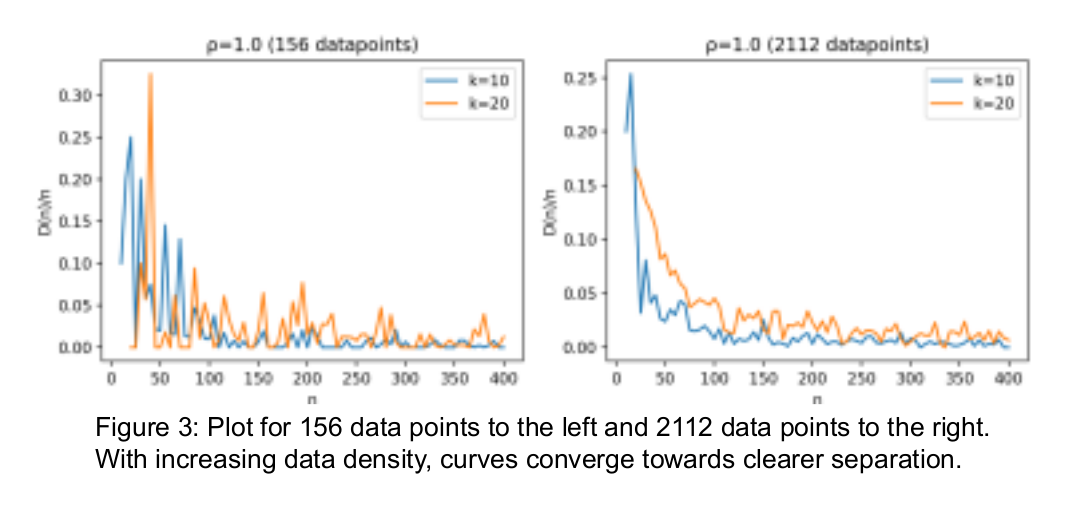 ρ=1.0 (156 datapoints)
k=10
k=20
D(n)/n
0.30
0.25
0.20
0.15
0.10
0.05
0.00
0 50 100 150 200 250 300 350 400
n
ρ=1.0 (2112 datapoints)
k=10
k=20
D(n)/n
0.25
0.20
0.15
0.10
0.05
0.00
0 50 100 150 200 250 300 350 400
n
Figure 3: Plot for 156 data points to the left and 2112 data points to the right.
With increasing data density, curves converge towards clearer separation.